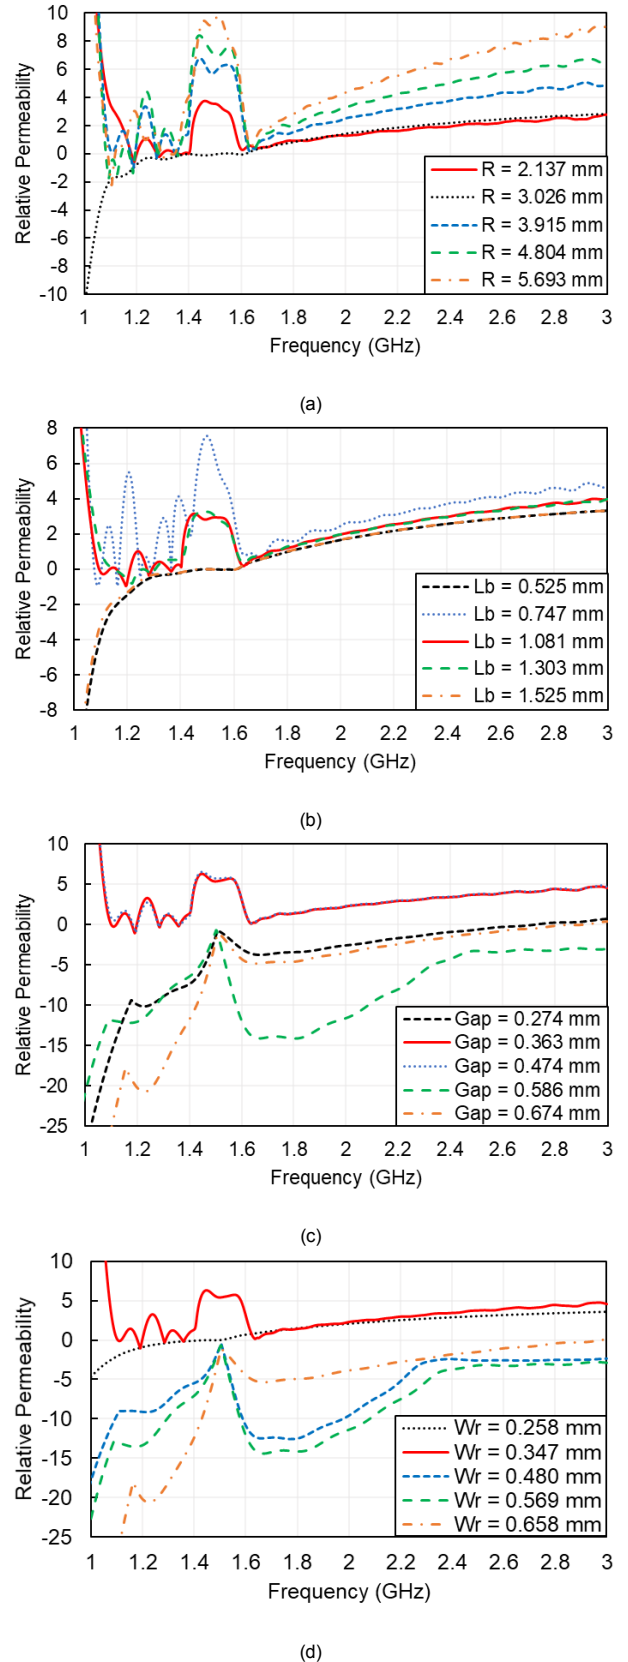 10
8
6
4
2
0
-2
-4
-6
-8
-10
Relative Permeability
R = 2.137 mm
R = 3.026 mm
R = 3.915 mm
R = 4.804 mm
R = 5.693 mm
1 1.2 1.4 1.6 1.8 2 2.2 2.4 2.6 2.8 3
Frequency (GHz)
(a)
8
6
4
2
0
-2
-4
-6
-8
Relative Permeability
Lb = 0.525 mm
Lb = 0.747 mm
Lb = 1.081 mm
Lb = 1.303 mm
Lb = 1.525 mm
1 1.2 1.4 1.6 1.8 2 2.2 2.4 2.6 2.8 3
Frequency (GHz)
(b)
10
5
0
-5
-10
-15
-20
-25
Relative Permeability
Gap = 0.274 mm
Gap = 0.363 mm
Gap = 0.474 mm
Gap = 0.586 mm
Gap = 0.674 mm
1 1.2 1.4 1.6 1.8 2 2.2 2.4 2.6 2.8 3
Frequency (GHz)
(c)
10
5
0
-5
-10
-15
-20
-25
Relative Permeability
Wr = 0.258 mm
Wr = 0.347 mm
Wr = 0.480 mm
Wr = 0.569 mm
Wr = 0.658 mm
1 1.2 1.4 1.6 1.8 2 2.2 2.4 2.6 2.8 3
Frequency (GHz)
(d)